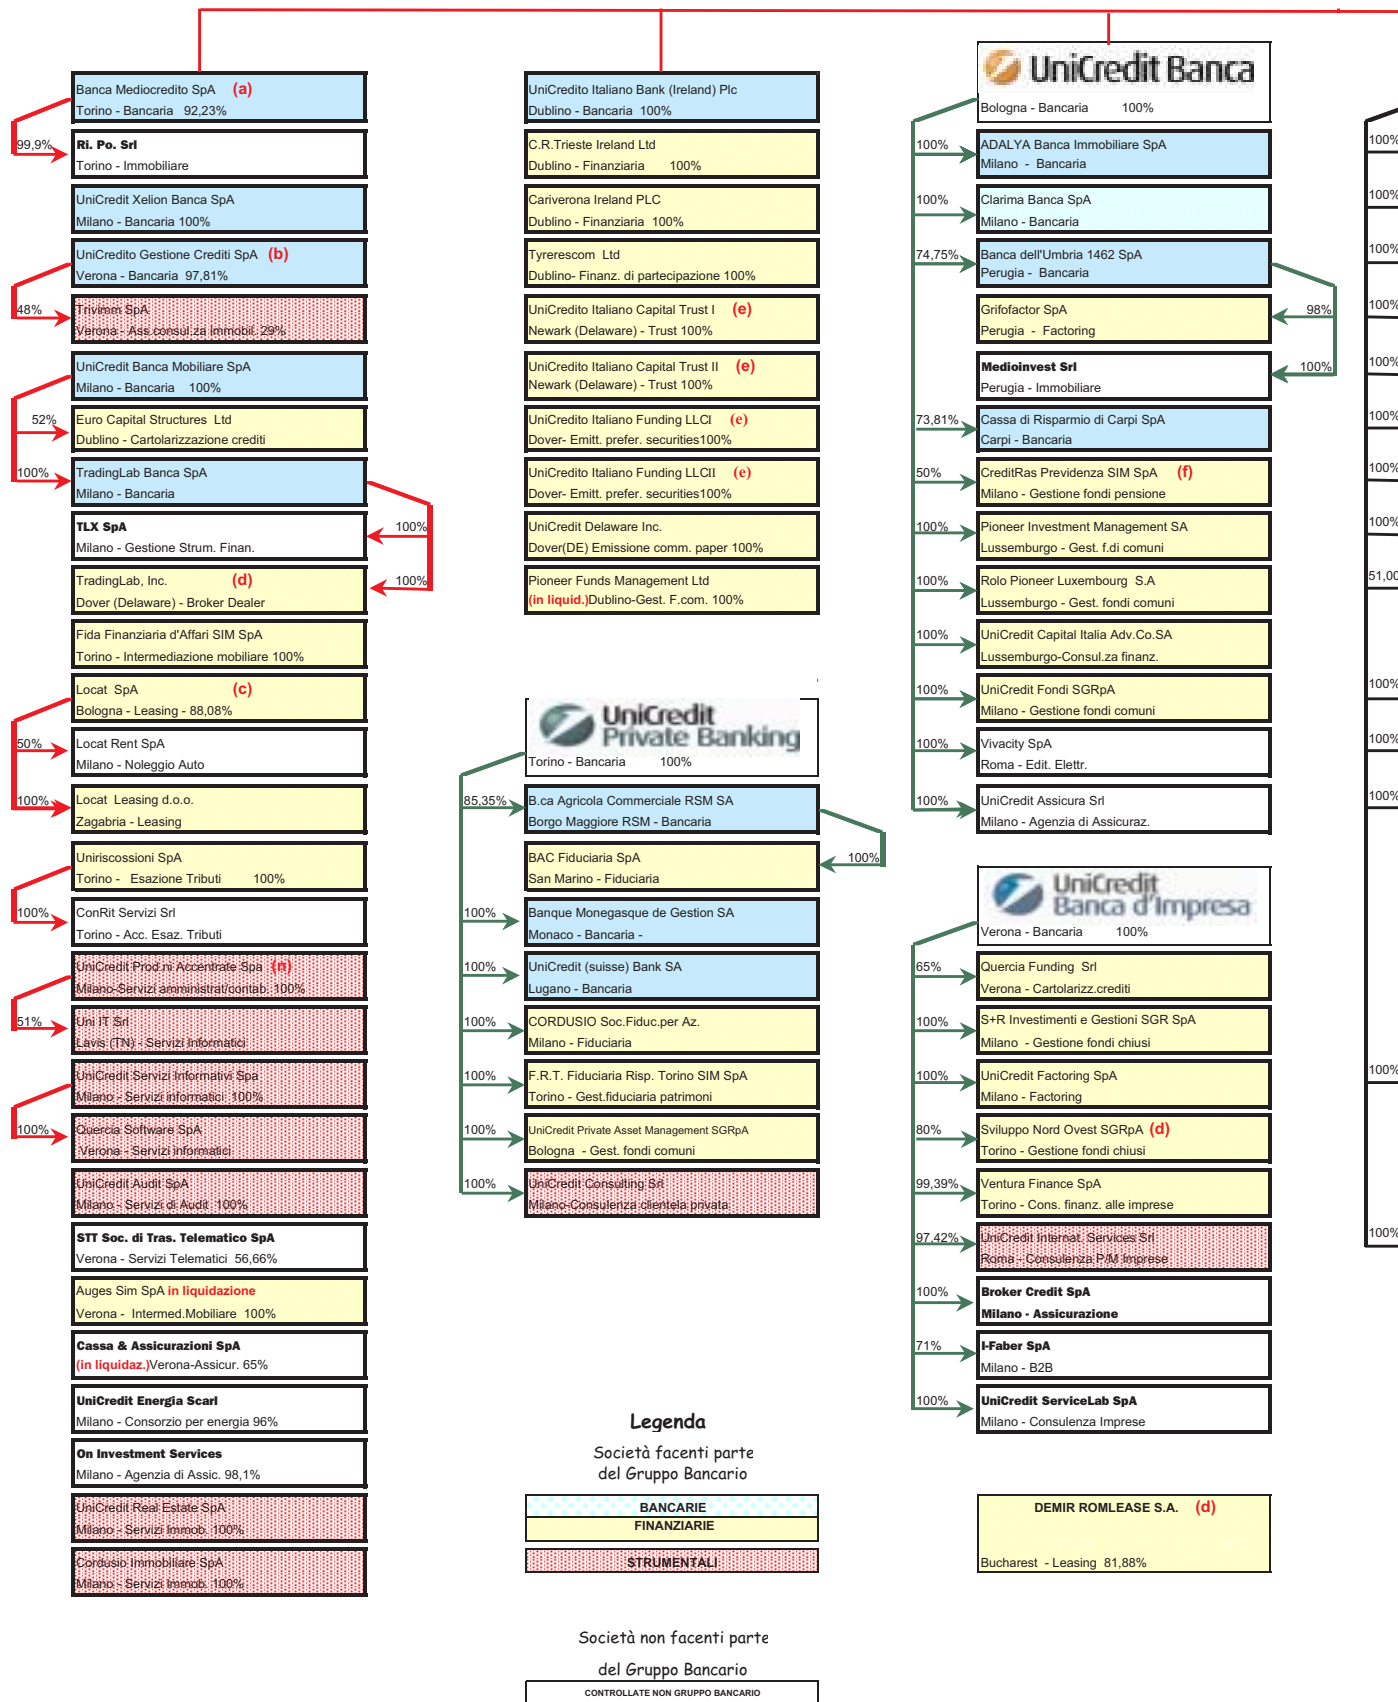 Banca Mediocredito SpA (a)
Torino - Bancaria 92,23%
99,9%
Ri. Po. Srl
Torino - Immobiliare
UniCredit Xelion Banca SpA
Milano - Bancaria 100%
UniCredito Gestione Crediti SpA (b)
Verona - Bancaria 97,81%
48%
Trivimm SpA
Verona - Ass.consul.za immobil. 29%
UniCredit Banca Mobiliare SpA
Milano - Bancaria 100%
52%
Euro Capital Structures Ltd
Dublino - Cartolarizzazione crediti
100%
TradingLab Banca SpA
Milano - Bancaria
TLX SpA
Milano - Gestione Strum. Finan.
100%
TradingLab, Inc. (d)
Dover (Delaware) - Broker Dealer
100%
Fida Finanziaria d'Affari SIM SpA
Torino - Intermediazione mobiliare 100%
Locat SpA (c)
Bologna - Leasing - 88,08%
50%
Locat Rent SpA
Milano - Noleggio Auto
100%
Locat Leasing d.o.o.
Zagabria - Leasing
Uniriscossioni SpA
Torino - Esazione Tributi 100%
100%
ConRit Servizi Srl
Torino - Acc. Esaz. Tributi
UniCredit Prod.ni Accentrate Spa (n)
Milano-Servizi amministrat/contab. 100%
51%
Uni IT Srl
Lavis (TN) - Servizi Informatici
UniCredit Servizi Informativi Spa
Milano - Servizi informatici 100%
100%
Quercia Software SpA
Verona - Servizi informatici
UniCredit Audit SpA
Milano - Servizi di Audit 100%
STT Soc. di Tras. Telematico SpA
Verona - Servizi Telematici 56,66%
Auges Sim SpA in liquidazione
Verona - Intermed.Mobiliare 100%
Cassa & Assicurazioni SpA
(in liquidaz.)Verona-Assicur. 65%
UniCredit Energia Scarl
Milano - Consorzio per energia 96%
On Investment Services
Milano - Agenzia di Assic. 98,1%
UniCredit Real Estate SpA
Milano - Servizi Immob. 100%
Cordusio Immobiliare SpA
Milano - Servizi Immob. 100%
UniCredito Italiano Bank (Ireland) Plc
Dublino - Bancaria 100%
C.R.Trieste Ireland Ltd
Dublino - Finanziaria 100%
Cariverona Ireland PLC
Dublino - Finanziaria 100%
Tyrerescom Ltd
Dublino- Finanz. di partecipazione 100%
UniCredito Italiano Capital Trust I (e)
Newark (Delaware) - Trust 100%
UniCredito Italiano Capital Trust II (e)
Newark (Delaware) - Trust 100%
UniCredito Italiano Funding LLCI (e)
Dover- Emitt. prefer. securities100%
UniCredito Italiano Funding LLCII (e)
Dover- Emitt. prefer. securities100%
UniCredit Delaware Inc.
Dover(DE) Emissione comm. paper 100%
Pioneer Funds Management Ltd
(in liquid.)Dublino-Gest. F.com. 100%
UniCredit
Private Banking
Torino - Bancaria 100%
85,35%
B.ca Agricola Commerciale RSM SA
Borgo Maggiore RSM - Bancaria
BAC Fiduciaria SpA
San Marino - Fiduciaria
100%
100%
Banque Monegasque de Gestion SA
Monaco - Bancaria -
100%
UniCredit (suisse) Bank SA
Lugano - Bancaria
100%
CORDUSIO Soc.Fiduc.per Az.
Milano - Fiduciaria
100%
F.R.T. Fiduciaria Risp. Torino SIM SpA
Torino - Gest.fiduciaria patrimoni
100%
UniCredit Private Asset Management SGRpA
Bologna - Gest. fondi comuni
100%
UniCredit Consulting Srl
Milano-Consulenza clientela privata
Legenda
Società facenti parte
del Gruppo Bancario
BANCARIE
FINANZIARIE
STRUMENTALI
Società non facenti parte
del Gruppo Bancario
CONTROLLATE NON GRUPPO BANCARIO
UniCredit Banca
Bologna - Bancaria 100%
100%
ADALYA Banca Immobiliare SpA
Milano - Bancaria
100%
Clarima Banca SpA
Milano - Bancaria
74,75%
Banca dell'Umbria 1462 SpA
Perugia - Bancaria
Grifofactor SpA
Perugia - Factoring
98%
Medioinvest Srl
Perugia - Immobiliare
100%
73,81%
Cassa di Risparmio di Carpi SpA
Carpi - Bancaria
50%
CreditRas Previdenza SIM SpA (f)
Milano - Gestione fondi pensione
100%
Pioneer Investment Management SA
Lussemburgo - Gest. f.di comuni
100%
Rolo Pioneer Luxembourg S.A
Lussemburgo - Gest. fondi comuni
100%
UniCredit Capital Italia Adv.Co.SA
Lussemburgo-Consul.za finanz.
100%
UniCredit Fondi SGRpA
Milano - Gestione fondi comuni
100%
Vivacity SpA
Roma - Edit. Elettr.
100%
UniCredit Assicura Srl
Milano - Agenzia di Assicuraz.
UniCredit
Banca d'Impresa
Verona - Bancaria 100%
65%
Quercia Funding Srl
Verona - Cartolarizz.crediti
100%
S+R Investimenti e Gestioni SGR SpA
Milano - Gestione fondi chiusi
100%
UniCredit Factoring SpA
Milano - Factoring
80%
Sviluppo Nord Ovest SGRpA (d)
Torino - Gestione fondi chiusi
99,39%
Ventura Finance SpA
Torino - Cons. finanz. alle imprese
97,42%
UniCredit Internat. Services Srl
Roma - Consulenza P/M Imprese
100%
Broker Credit SpA
Milano - Assicurazione
71%
I-Faber SpA
Milano - B2B
100%
UniCredit ServiceLab SpA
Milano - Consulenza Imprese
DEMIR ROMLEASE S.A. (d)
Bucharest - Leasing 81,88%
100%
100%
100%
100%
100%
100%
100%
100%
51,00
100%
100%
100%
100%
100%